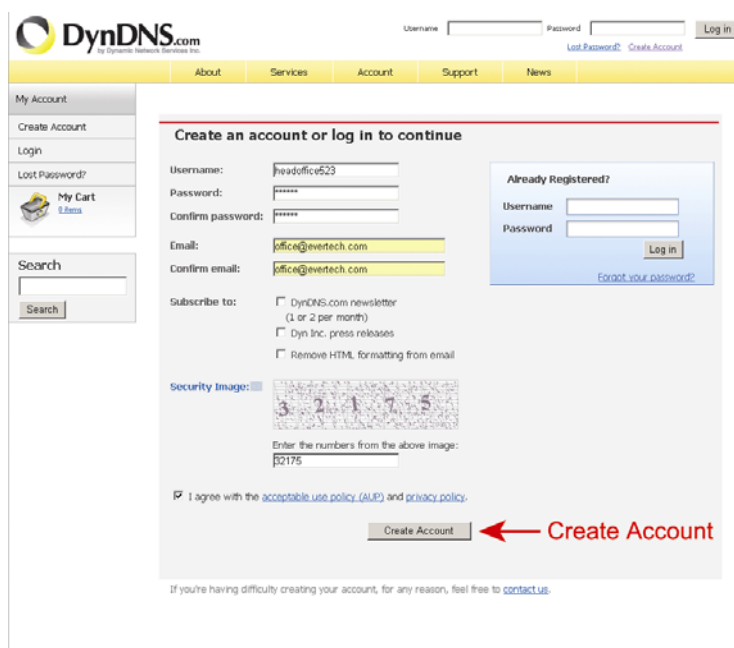 DynDNS.com
by Dynamic Network Services Inc.
Username
Password
Log in
Lost Password? Create Account
About Services Account Support News
My Account
Create Account
Login
Lost Password?
My Cart
0 items
Search
Search
Create an account or log in to continue
Username: headoffice523
Password: ******
Confirm password: ******
Email: office@evertech.com
Confirm email: office@evertech.com
Subscribe to: DynDNS.com newsletter
(1 or 2 per month)
Dyn Inc. press releases
Remove HTML formatting from email
Security Image:
3 2 1 7 5
Enter the numbers from the above image:
32175
I agree with the acceptable use policy (AUP) and privacy policy.
Create Account
Create Account
Already Registered?
Username
Password
Log in
Forgot your password?
If you're having difficulty creating your account, for any reason, feel free to contact us.